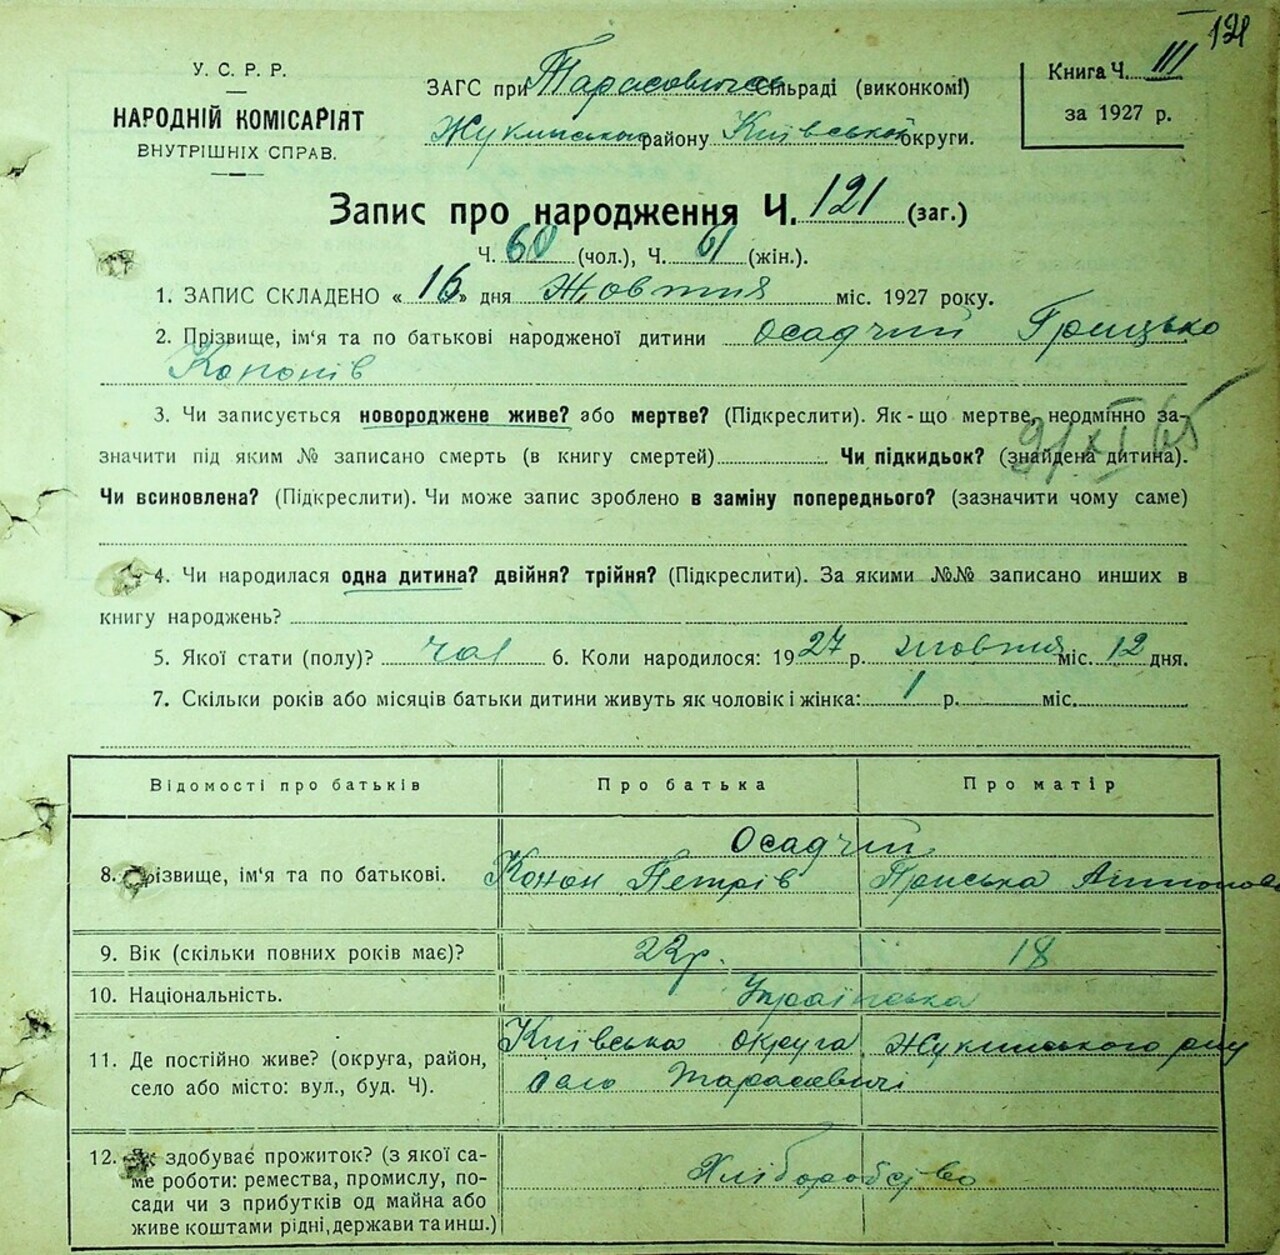 121
У. С. Р. Р.
НАРОДНІЙ КОМІСАРІЯТ
ВНУТРІШНІХ СПРАВ.
ЗАГС при Тарасовицькій сільраді (виконкомі)
району Київської округи.
Книга Ч. III
за 1927 р.
Запис про народження Ч. 121 (заг.)
Ч. 60 (чол.), Ч. 61 (жін.).
1. ЗАПИС СКЛАДЕНО « 16 » дня Жовтня міс. 1927 року.
2. Прізвище, ім'я та по батькові народженої дитини Осадчий Грицько
Кононів
3. Чи записується новороджене живе? або мертве? (Підкреслити). Як-що мертве, неодмінно за-
значити під яким № записано смерть (в книгу смертей) Чи підкидьок? (знайдена дитина).
Чи всиновлена? (Підкреслити). Чи може запис зроблено в заміну попереднього? (зазначити чому саме)
4. Чи народилася одна дитина? двійня? трійня? (Підкреслити). За якими №№ записано инших в
книгу народжень?
5. Якої стати (полу)? чол 6. Коли народилося: 1927 р. жовтня міс. 12 дня.
7. Скільки років або місяців батьки дитини живуть як чоловік і жінка: 1 р. міс.
Відомості про батьків Про батька Про матір
Осадчий
8. Прізвище, ім'я та по батькові. Конон Петрів Приська Антонова
9. Вік (скільки повних років має)? 22р. 18
10. Національність. Українська
11. Де постійно живе? (округа, район, село або місто: вул., буд. Ч).
Київська округа
село Тарасовичі
12. Як здобуває прожиток? (з якої са-
ме роботи: ремества, промислу, по-
сади чи з прибутків од майна або
живе коштами рідні, держави та инш.)
Хліборобство